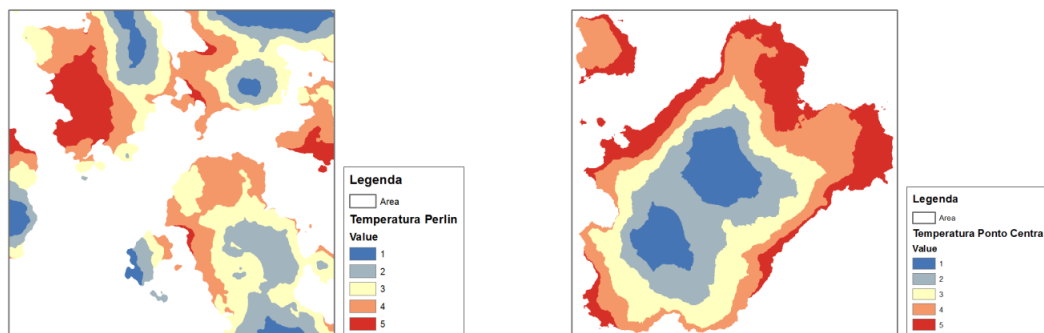 Legenda
Area
Temperatura Perlin
Value
1
2
3
4
5
Legenda
Area
Temperatura Ponto Centra
Value
1
2
3
4
5